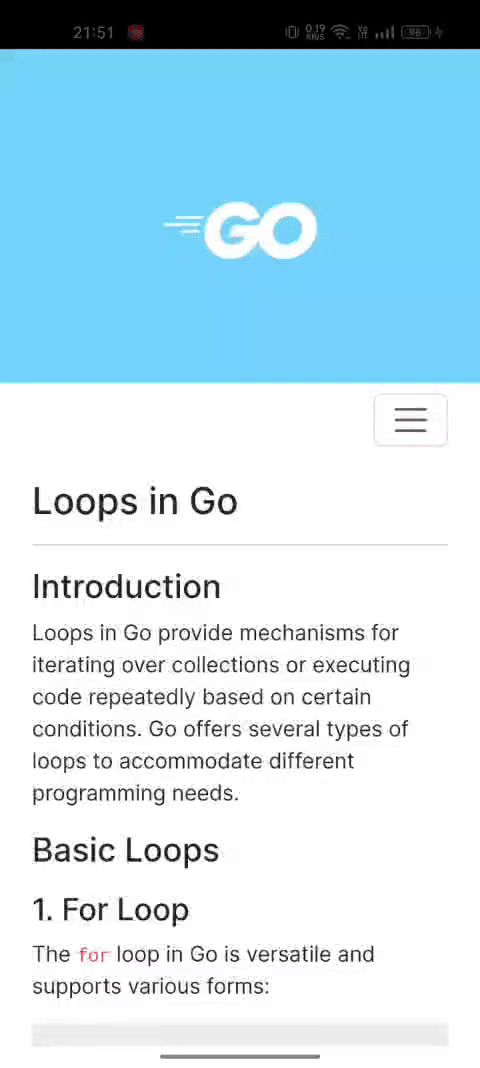 21:51
0.19
KB/S
Vo
LTE
96
GO
Loops in Go
Introduction
Loops in Go provide mechanisms for
iterating over collections or executing
code repeatedly based on certain
conditions. Go offers several types of
loops to accommodate different
programming needs.
Basic Loops
1. For Loop
The for loop in Go is versatile and
supports various forms: